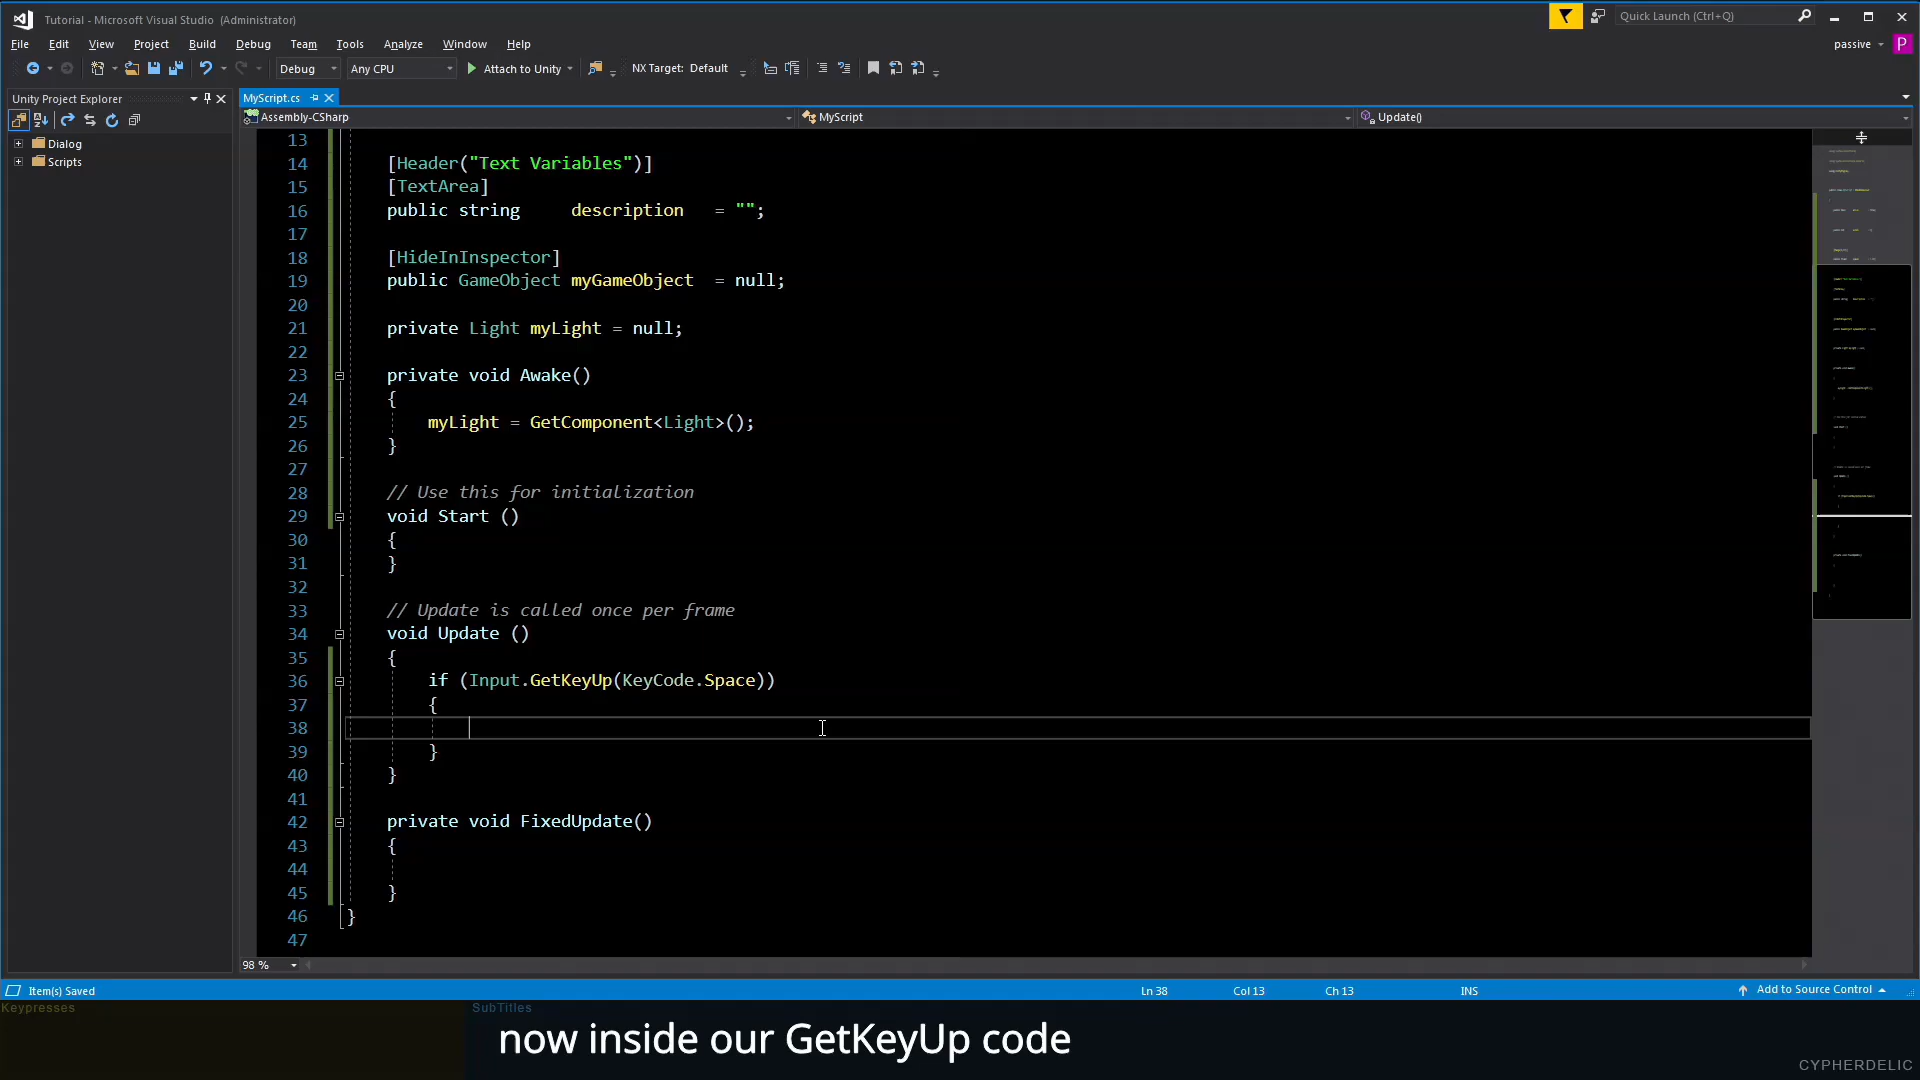 Tutorial - Microsoft Visual Studio (Administrator)
Quick Launch (Ctrl+Q)
File Edit View Project Build Debug Team Tools Analyze Window Help
passive P
Debug Any CPU Attach to Unity NX Target: Default
Unity Project Explorer
MyScript.cs
Assembly-CSharp MyScript Update()
Dialog
Scripts
13
14 [Header("Text Variables")]
15 [TextArea]
16 public string description = "";
17
18 [HideInInspector]
19 public GameObject myGameObject = null;
20
21 private Light myLight = null;
22
23 private void Awake()
24 {
25 myLight = GetComponent<Light>();
26 }
27
28 // Use this for initialization
29 void Start ()
30 {
31 }
32
33 // Update is called once per frame
34 void Update ()
35 {
36 if (Input.GetKeyUp(KeyCode.Space))
37 {
38
39 }
40 }
41
42 private void FixedUpdate()
43 {
44
45 }
46 }
47
98 %
Item(s) Saved Ln 38 Col 13 Ch 13 INS Add to Source Control
Keypresses SubTitles
now inside our GetKeyUp code
CYPHERDELIC